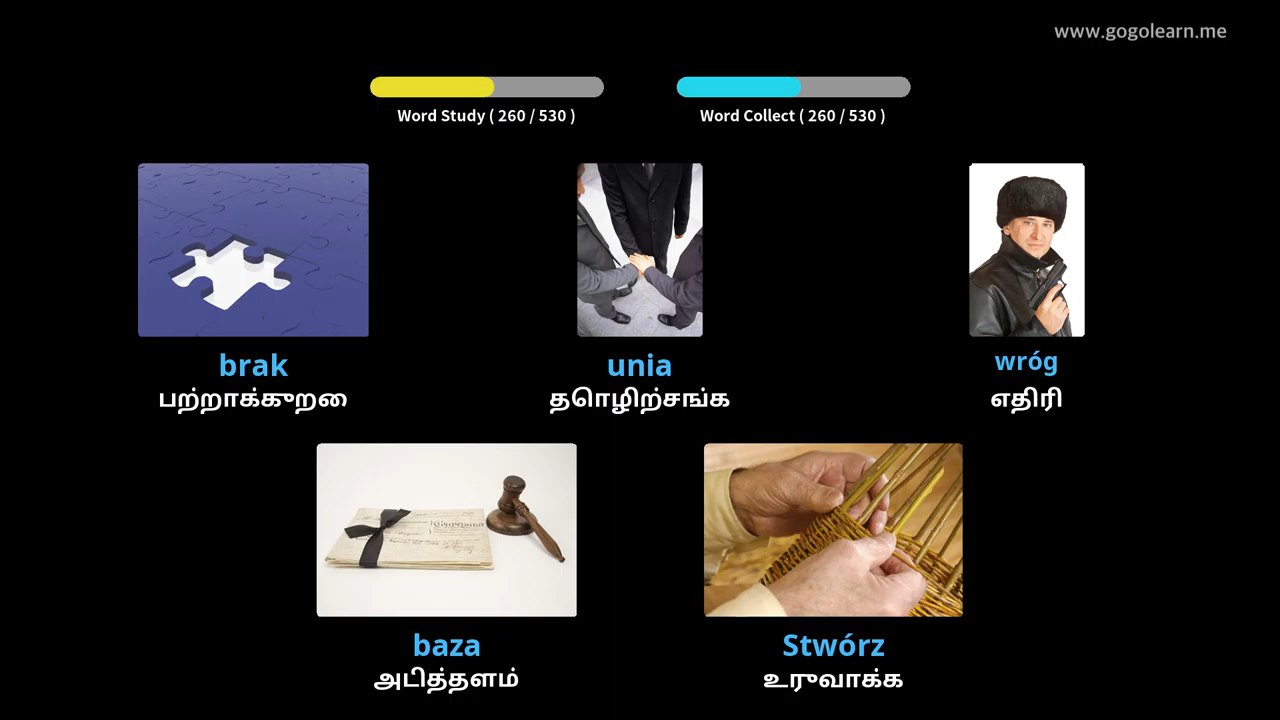 www.gogolearn.me
Word Study ( 260 / 530 )
Word Collect ( 260 / 530 )
brak
பற்றாக்குறை
unia
தொழிற்சங்க
wróg
எதிரி
baza
அடித்தளம்
Stwórz
உருவாக்க